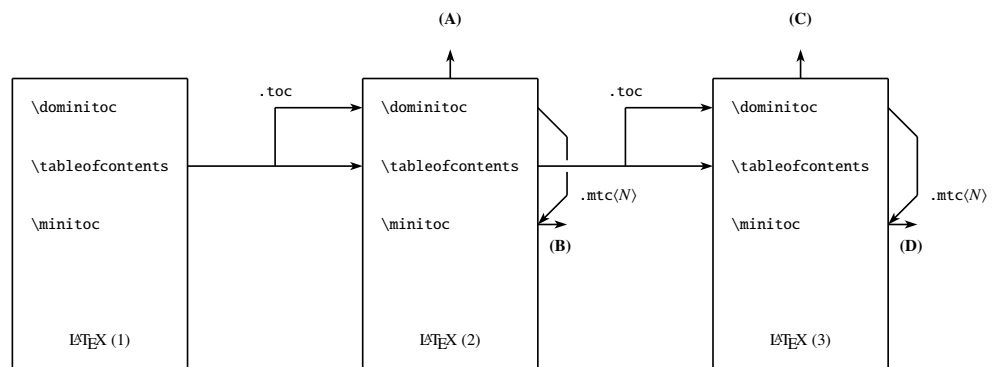 (A) (C)
.toc .toc
\dominitoc \dominitoc \dominitoc
\tableofcontents \tableofcontents \tableofcontents
.mtc⟨N⟩ .mtc⟨N⟩
\minitoc \minitoc \minitoc
(B) (D)
LATEX (1) LATEX (2) LATEX (3)